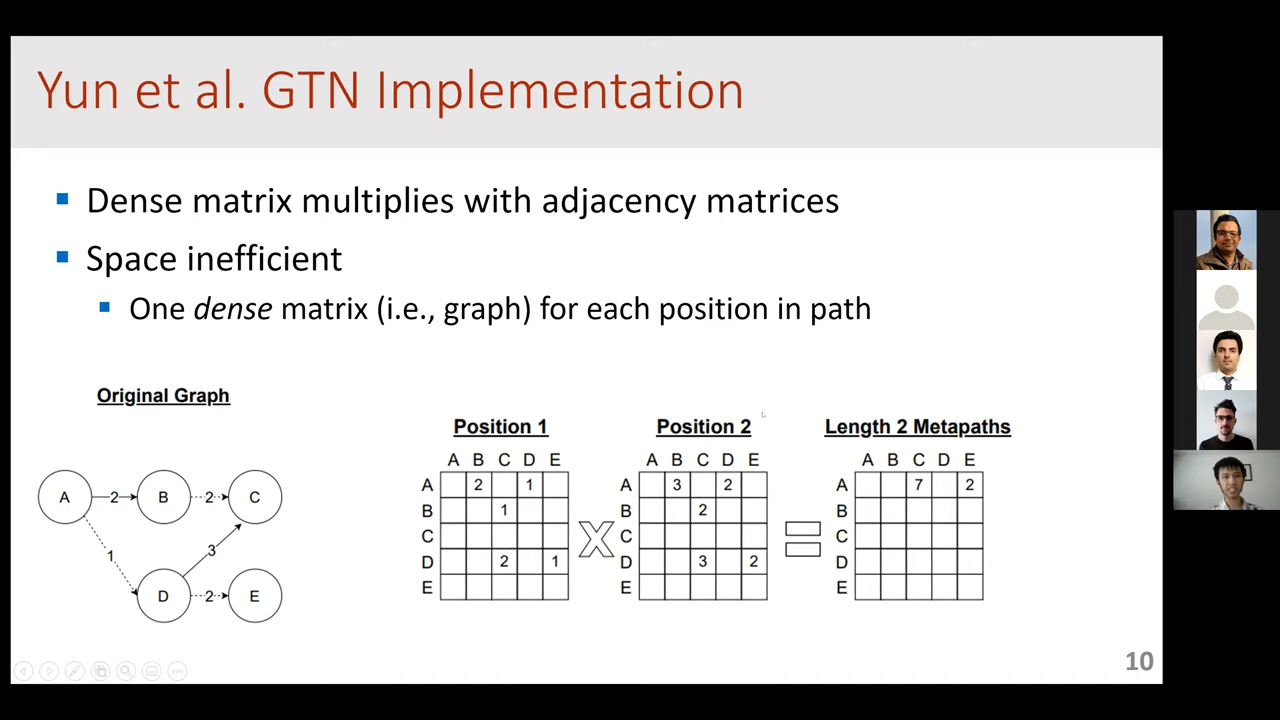 Yun et al. GTN Implementation
Dense matrix multiplies with adjacency matrices
Space inefficient
One dense matrix (i.e., graph) for each position in path
Original Graph
A 2 B 2 C
1 3
D 2 E
Position 1
A B C D E
A 2 1
B 1
C
D 2 1
E
Position 2
A B C D E
A 3 2
B 2
C
D 3 2
E
Length 2 Metapaths
A B C D E
A 7 2
B
C
D
E
10